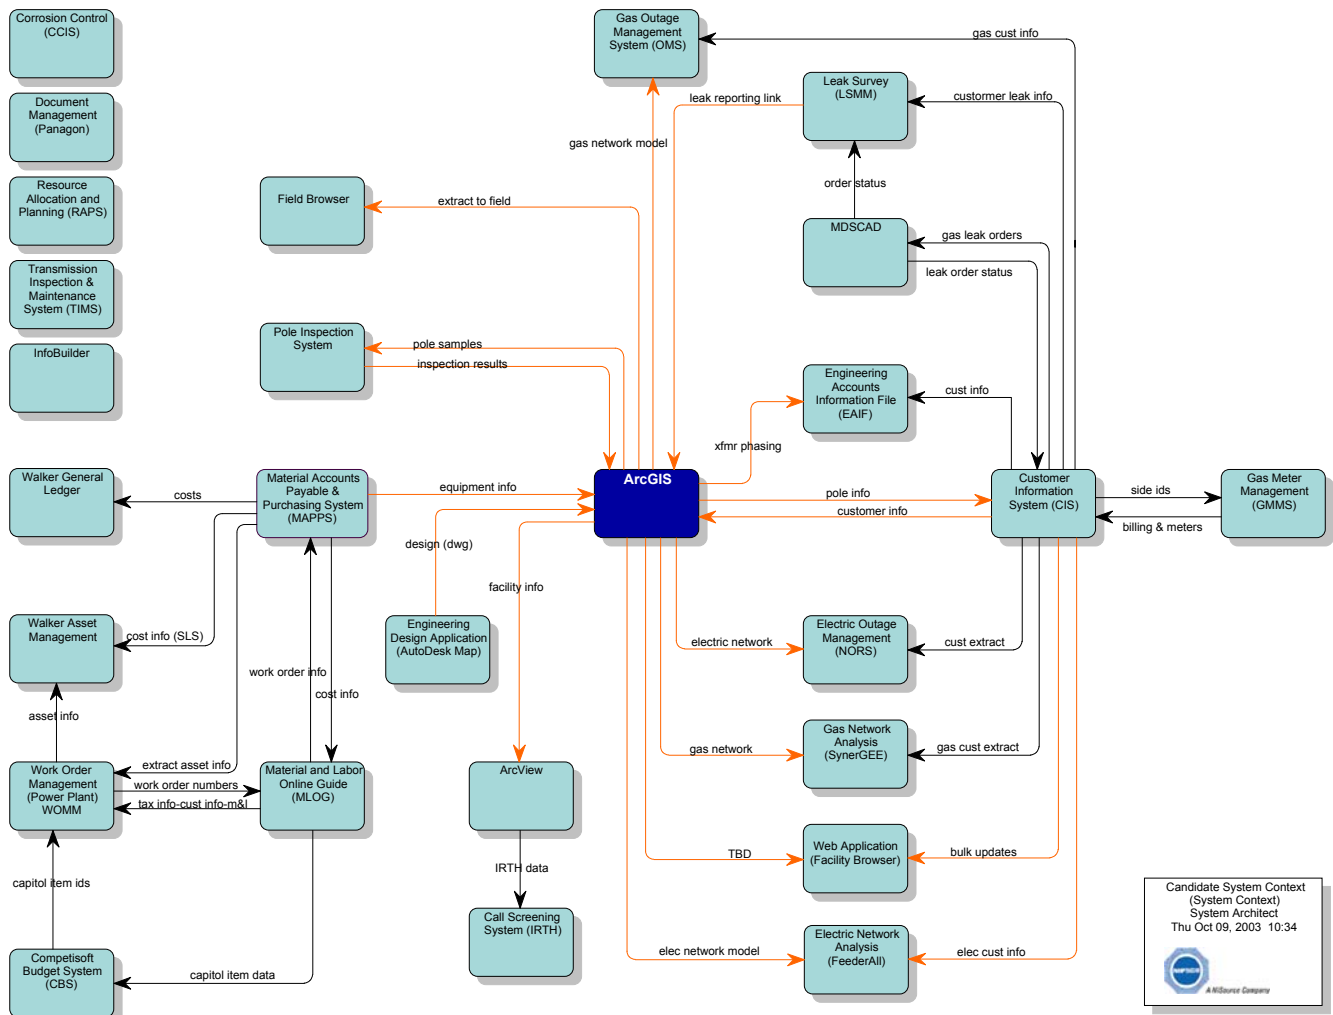 Corrosion Control
(CCIS)
Document
Management
(Panagon)
Resource
Allocation and
Planning (RAPS)
Transmission
Inspection &
Maintenance
System (TIMS)
InfoBuilder
Gas Outage
Management
System (OMS)
gas cust info
Leak Survey
(LSMM)
leak reporting link
custormer leak info
gas network model
order status
Field Browser
extract to field
MDSCAD
gas leak orders
leak order status
Pole Inspection
System
pole samples
inspection results
Engineering
Accounts
Information File
(EAIF)
cust info
xfmr phasing
Walker General
Ledger
costs
Material Accounts
Payable &
Purchasing System
(MAPPS)
equipment info
ArcGIS
pole info
customer info
Customer
Information
System (CIS)
side ids
billing & meters
Gas Meter
Management
(GMMS)
design (dwg)
facility info
Walker Asset
Management
cost info (SLS)
work order info
cost info
Engineering
Design Application
(AutoDesk Map)
electric network
Electric Outage
Management
(NORS)
cust extract
asset info
gas network
Gas Network
Analysis
(SynerGEE)
gas cust extract
Work Order
Management
(Power Plant)
WOMM
extract asset info
work order numbers
tax info-cust info-m&l
Material and Labor
Online Guide
(MLOG)
ArcView
TBD
Web Application
(Facility Browser)
bulk updates
IRTH data
capitol item ids
Call Screening
System (IRTH)
elec network model
Electric Network
Analysis
(FeederAll)
elec cust info
Competisoft
Budget System
(CBS)
capitol item data
Candidate System Context
(System Context)
System Architect
Thu Oct 09, 2003 10:34
A NiSource Company